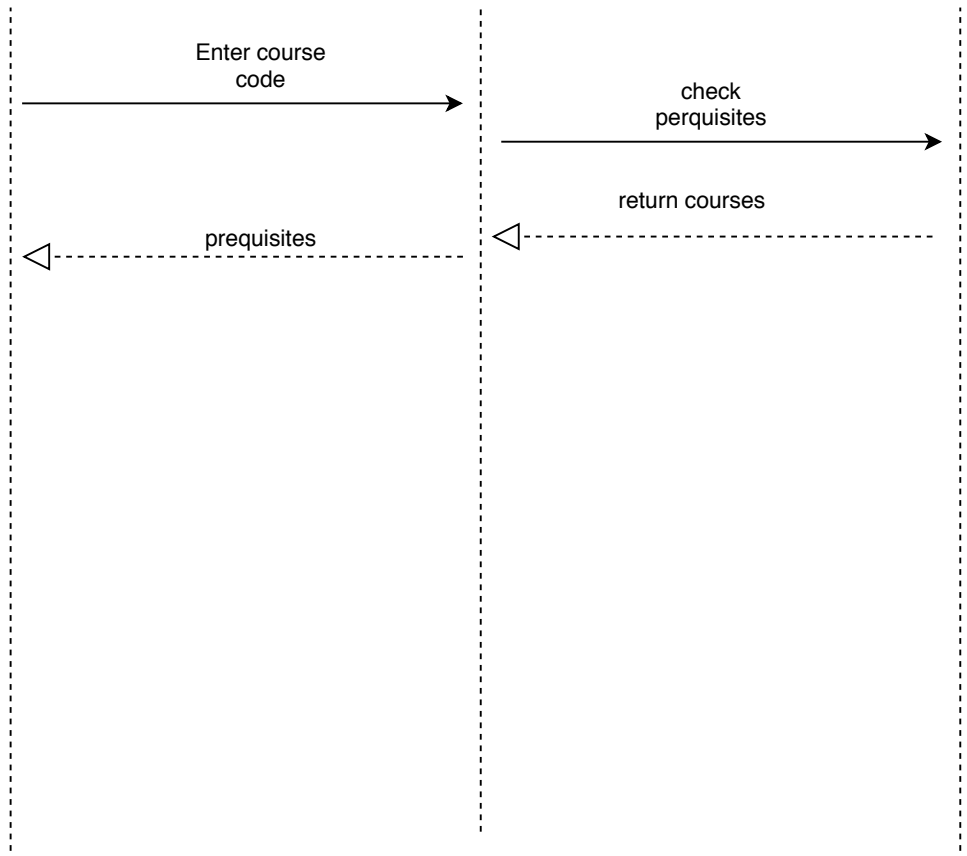 Enter course
code
check
perquisites
return courses
prequisites